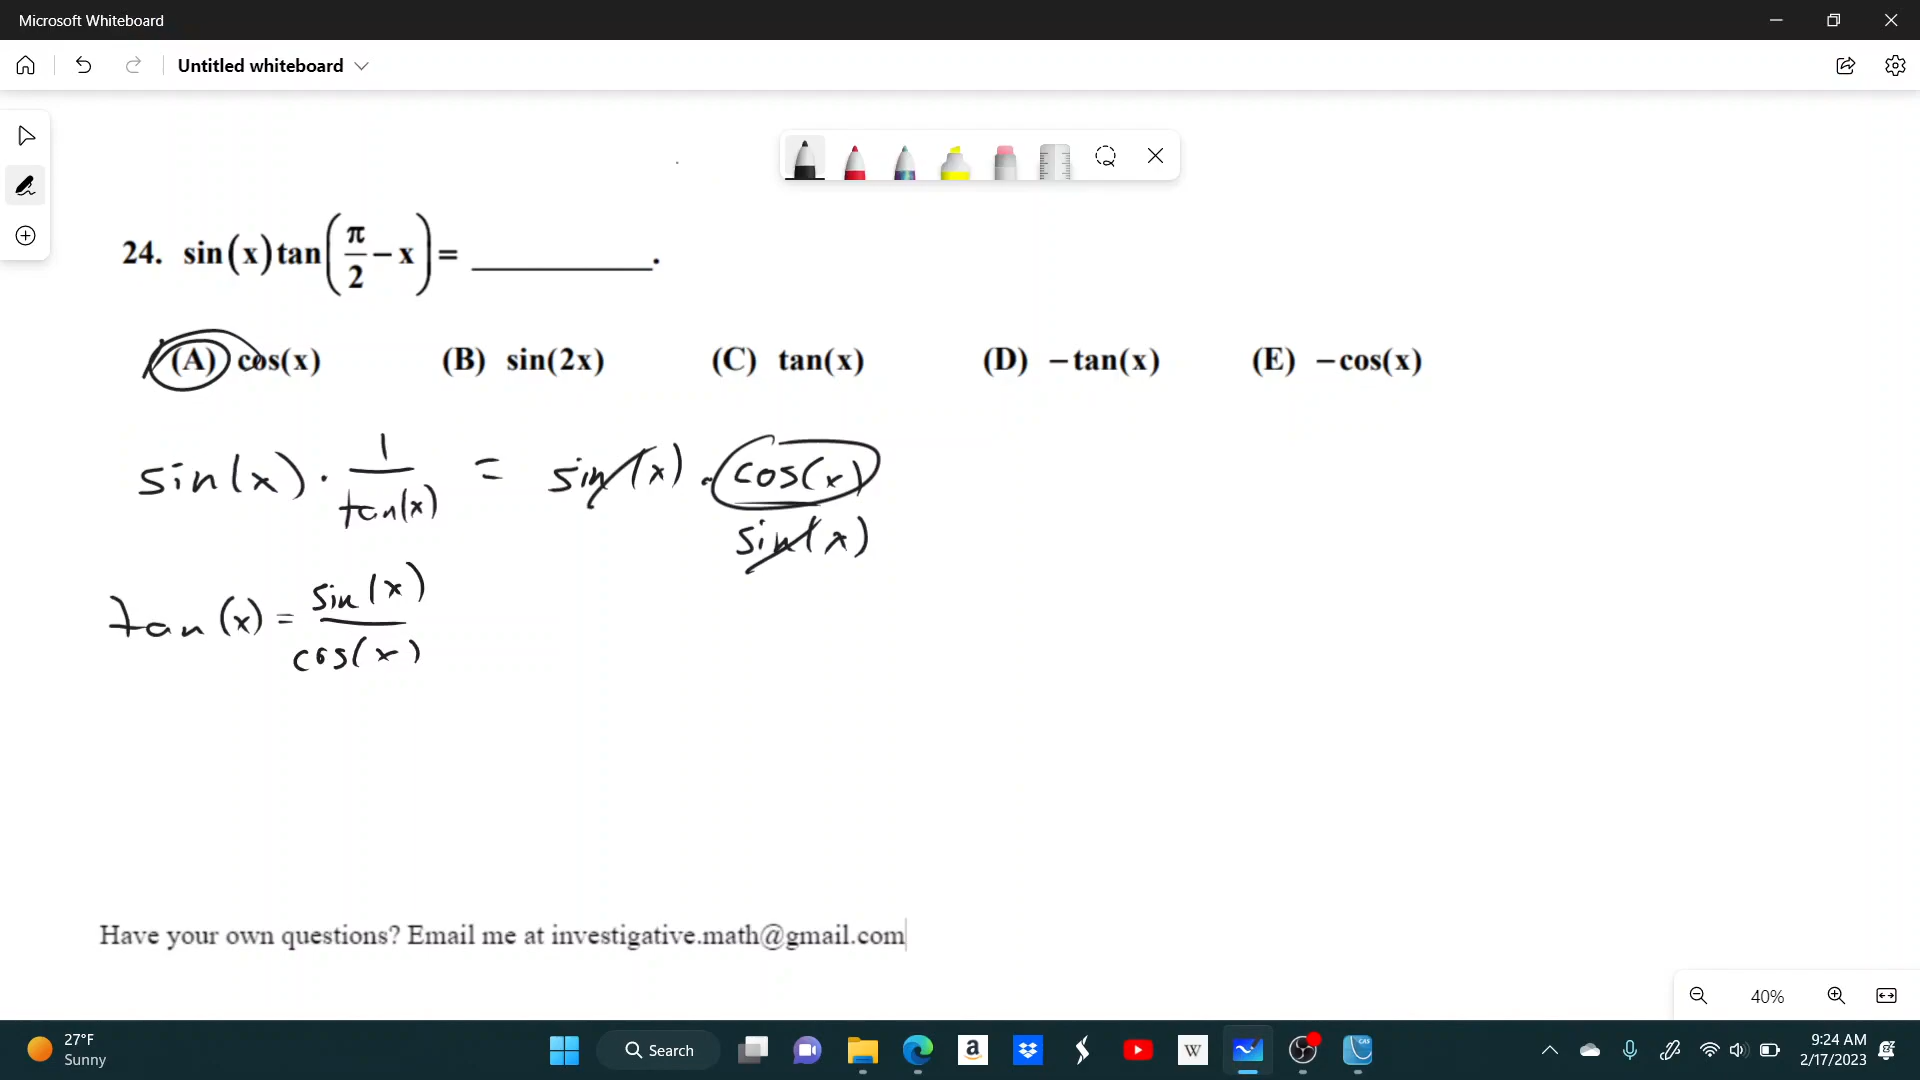 Microsoft Whiteboard
Untitled whiteboard
24. sin(x)tan(π/2 − x) = __________.
(A) cos(x) (B) sin(2x) (C) tan(x) (D) −tan(x) (E) −cos(x)
sin(x) · 1/tan(x) = sin(x) · cos(x)/sin(x)
tan(x) = sin(x)/cos(x)
Have your own questions? Email me at investigative.math@gmail.com
40%
27°F
Sunny
Search
a
W
CAS
9:24 AM
2/17/2023